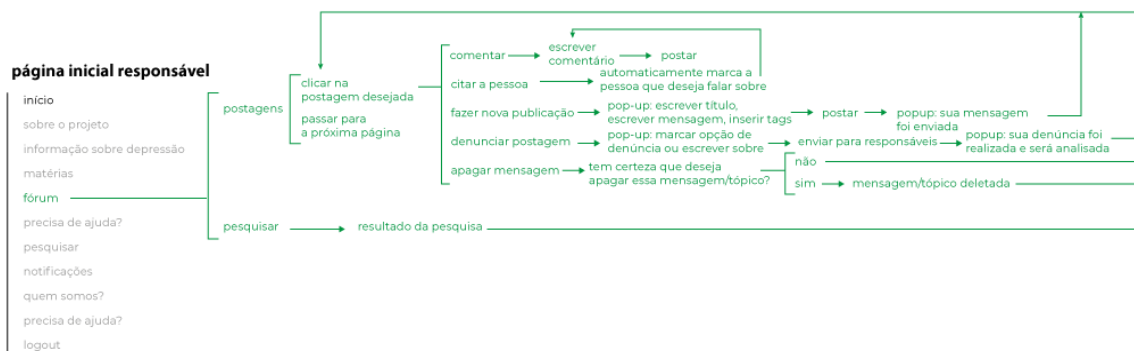 página inicial responsável
início
sobre o projeto
informação sobre depressão
matérias
fórum
precisa de ajuda?
pesquisar
notificações
quem somos?
precisa de ajuda?
logout
postagens
clicar na
postagem desejada
passar para
a próxima página
comentar
escrever
comentário
postar
citar a pessoa
automaticamente marca a
pessoa que deseja falar sobre
fazer nova publicação
pop-up: escrever título,
escrever mensagem, inserir tags
postar
popup: sua mensagem
foi enviada
denunciar postagem
pop-up: marcar opção de
denúncia ou escrever sobre
enviar para responsáveis
popup: sua denúncia foi
realizada e será analisada
apagar mensagem
tem certeza que deseja
apagar essa mensagem/tópico?
não
sim
mensagem/tópico deletada
pesquisar
resultado da pesquisa